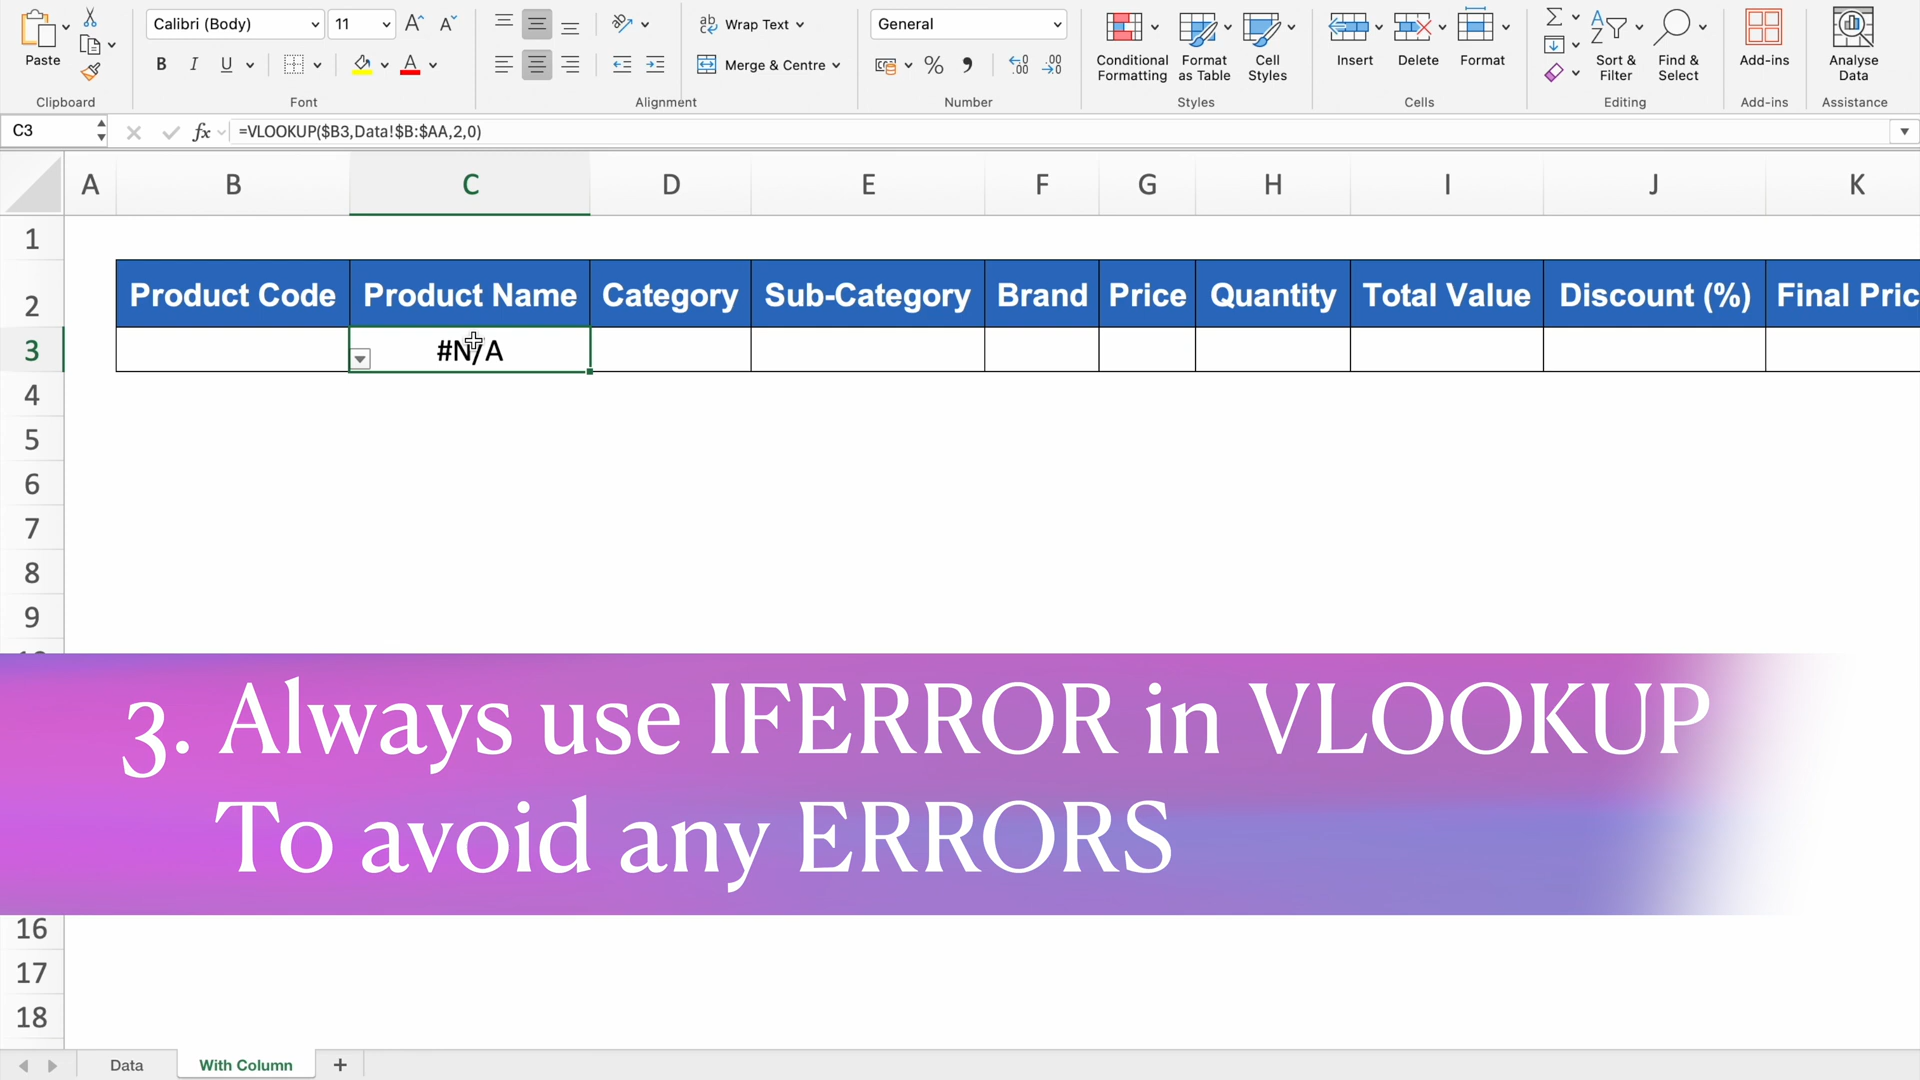 Calibri (Body) 11 Wrap Text General
Paste B I U Merge & Centre % Conditional Formatting Format as Table Cell Styles Insert Delete Format Sort & Filter Find & Select Add-ins Analyse Data
Clipboard Font Alignment Number Styles Cells Editing Add-ins Assistance
C3 fx =VLOOKUP($B3,Data!$B:$AA,2,0)
A B C D E F G H I J K
1
2 Product Code Product Name Category Sub-Category Brand Price Quantity Total Value Discount (%) Final Pric
3 #N/A
4
5
6
7
8
9
3. Always use IFERROR in VLOOKUP
To avoid any ERRORS
16
17
18
Data With Column +